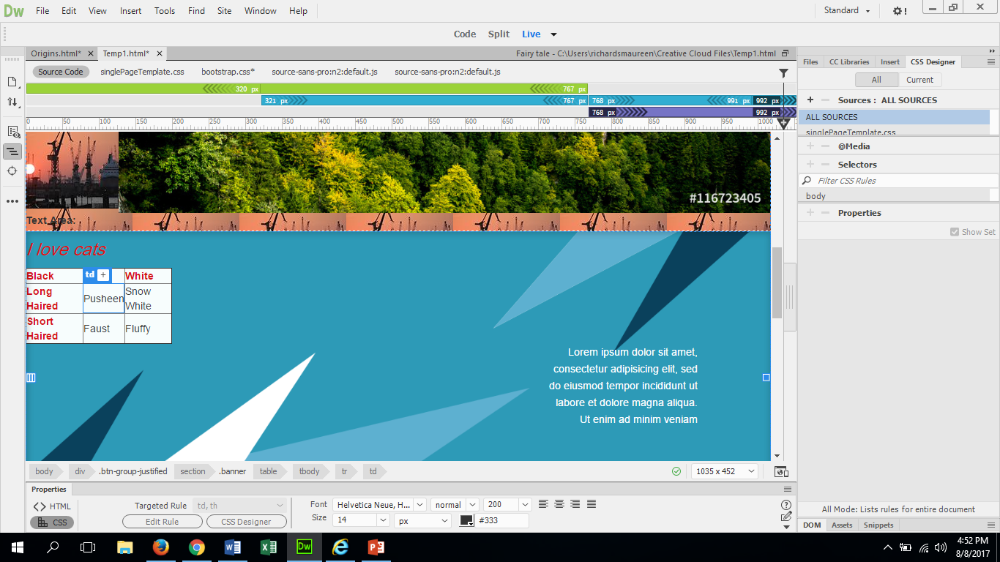 Dw File Edit View Insert Tools Find Site Window Help Standard
Code Split Live
Origins.html* Temp1.html* Fairy tale - C:\Users\richardsmaureen\Creative Cloud Files\Temp1.html
Source Code singlePageTemplate.css bootstrap.css* source-sans-pro:n2:default.js source-sans-pro:n2:default.js
320 px 767 px
321 px 767 px 768 px 991 px 992 px
768 px 992 px
0 50 100 150 200 250 300 350 400 450 500 550 600 650 700 750 800 850 900 950 1000
#116723405
Text Area:
I love cats
Black td + White
Long Haired Pusheen Snow White
Short Haired Faust Fluffy
Lorem ipsum dolor sit amet,
consectetur adipisicing elit, sed
do eiusmod tempor incididunt ut
labore et dolore magna aliqua.
Ut enim ad minim veniam
body div .btn-group-justified section .banner table tbody tr td 1035 x 452
Properties
HTML Targeted Rule td, th Font Helvetica Neue, H... normal 200
CSS Edit Rule CSS Designer Size 14 px #333
Files CC Libraries Insert CSS Designer
All Current
+ Sources : ALL SOURCES
ALL SOURCES
singlePageTemplate.css
@Media
Selectors
Filter CSS Rules
body
Properties
Show Set
All Mode: Lists rules for entire document
DOM Assets Snippets
4:52 PM
8/8/2017